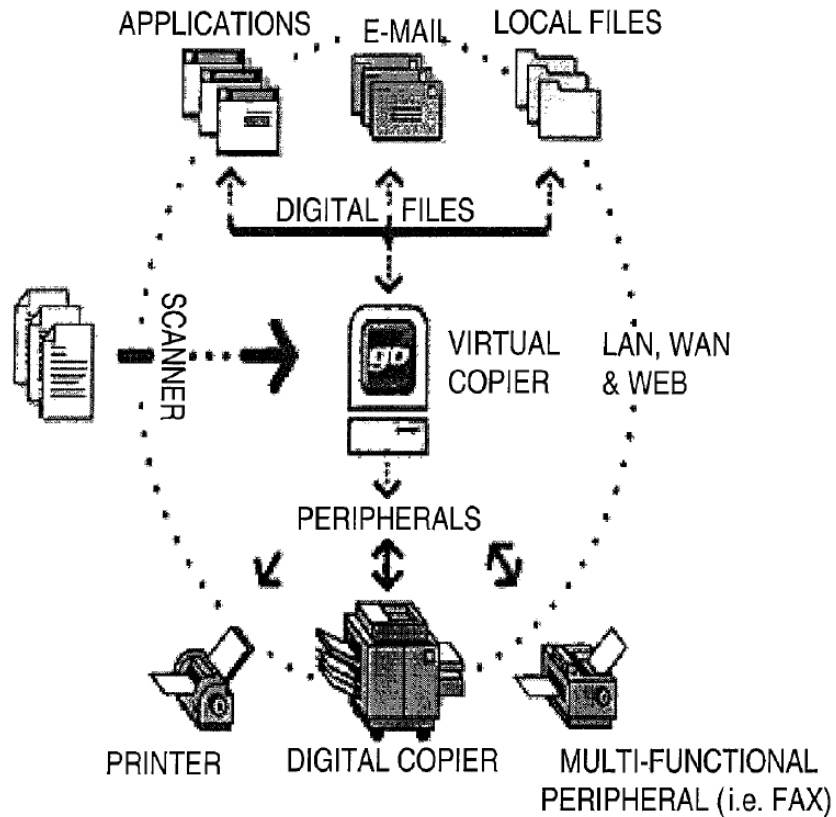 APPLICATIONS
E-MAIL
LOCAL FILES
DIGITAL FILES
SCANNER
go
VIRTUAL
COPIER
LAN, WAN
& WEB
PERIPHERALS
PRINTER
DIGITAL COPIER
MULTI-FUNCTIONAL
PERIPHERAL (i.e. FAX)